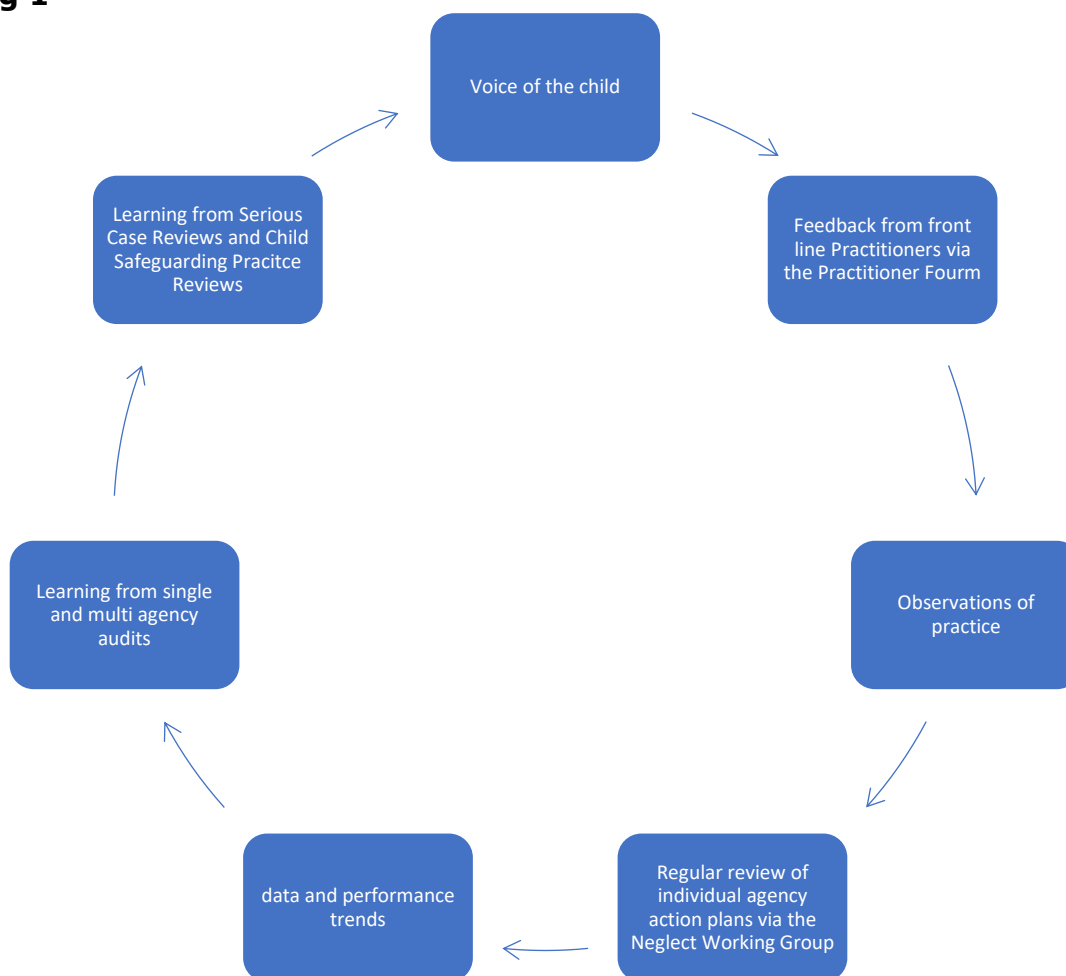 g 1
Voice of the child
Feedback from front
line Practitioners via
the Practitioner Fourm
Observations of
practice
Regular review of
individual agency
action plans via the
Neglect Working Group
data and performance
trends
Learning from single
and multi agency
audits
Learning from Serious
Case Reviews and Child
Safeguarding Pracitce
Reviews